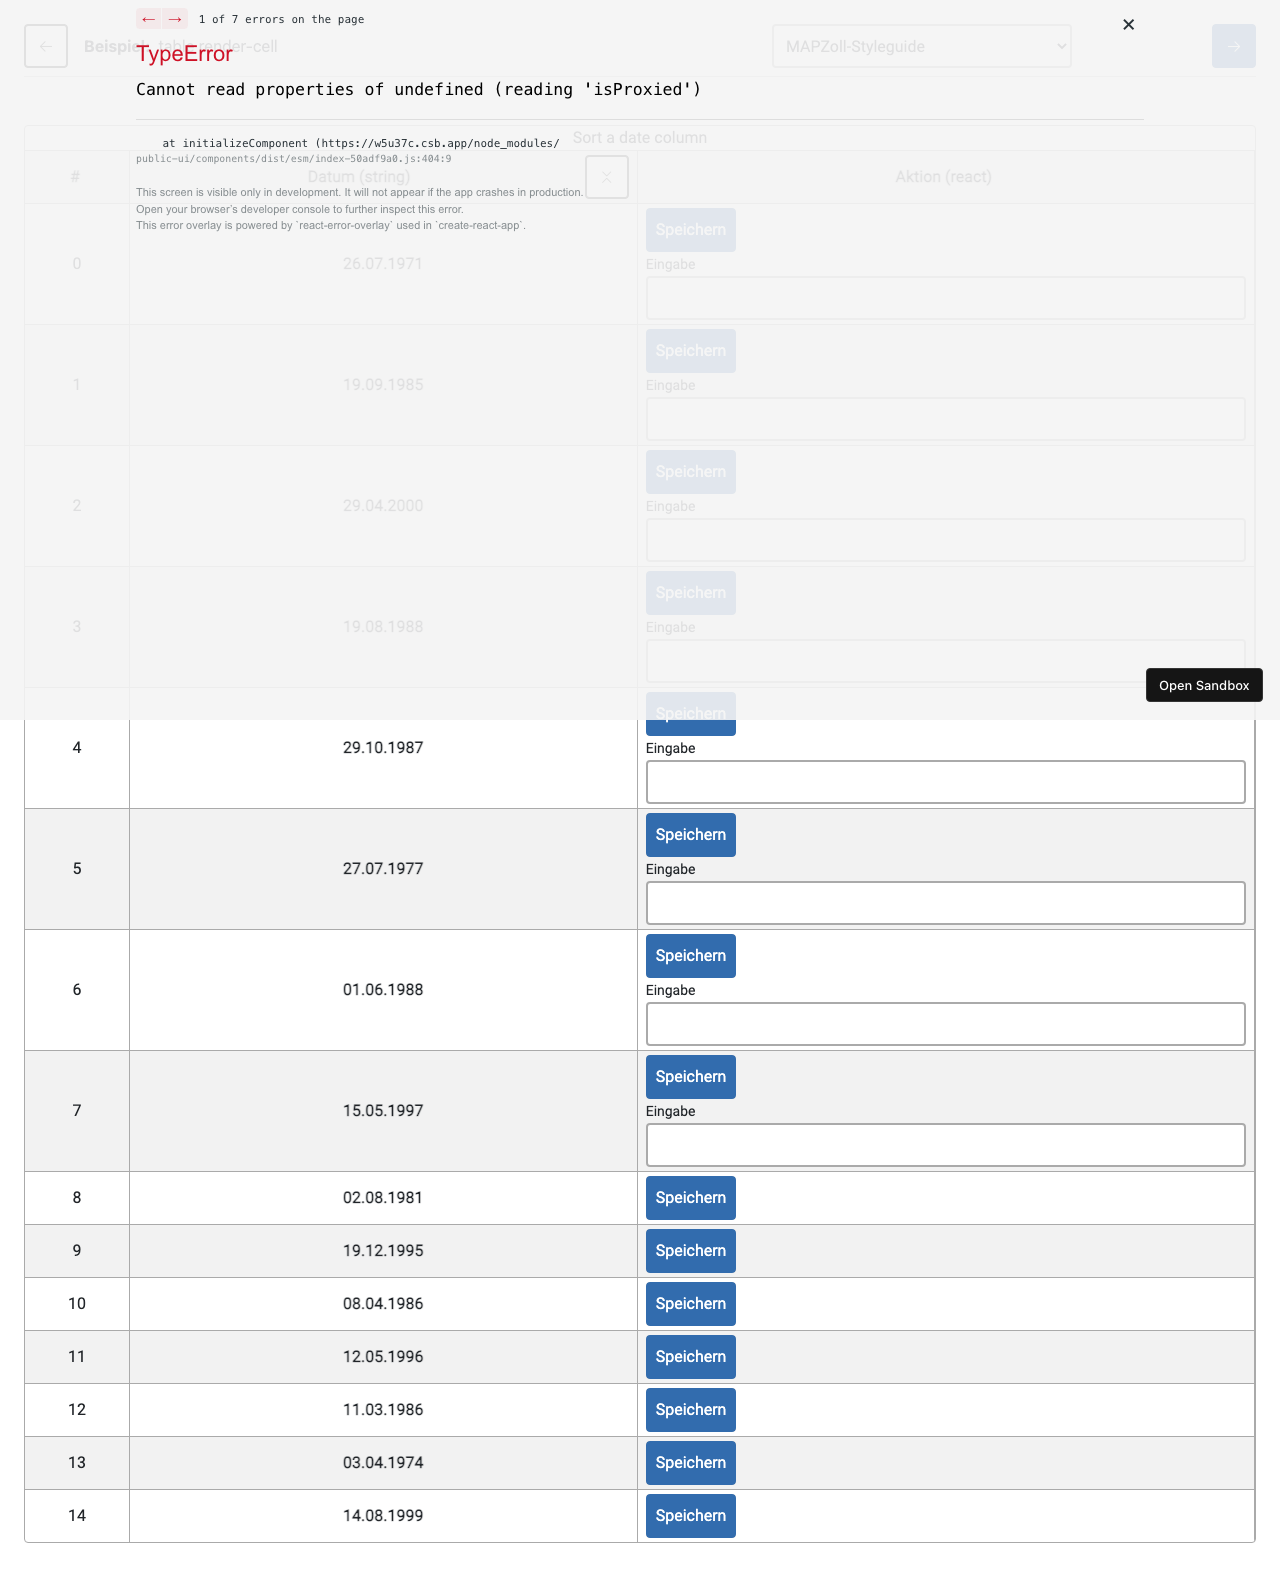 ← → 1 of 7 errors on the page
×
← Beispiel table-render-cell MAPZoll-Styleguide →
TypeError
Cannot read properties of undefined (reading 'isProxied')
Sort a date column
at initializeComponent (https://w5u37c.csb.app/node_modules/
public-ui/components/dist/esm/index-50adf9a0.js:404:9
# Datum (string) Aktion (react)
This screen is visible only in development. It will not appear if the app crashes in production.
Open your browser’s developer console to further inspect this error.
This error overlay is powered by `react-error-overlay` used in `create-react-app`.
Speichern
0 26.07.1971 Eingabe
Speichern
1 19.09.1985 Eingabe
Speichern
2 29.04.2000 Eingabe
Speichern
3 19.08.1988 Eingabe
Open Sandbox
Speichern
4 29.10.1987 Eingabe
Speichern
5 27.07.1977 Eingabe
Speichern
6 01.06.1988 Eingabe
Speichern
7 15.05.1997 Eingabe
8 02.08.1981 Speichern
9 19.12.1995 Speichern
10 08.04.1986 Speichern
11 12.05.1996 Speichern
12 11.03.1986 Speichern
13 03.04.1974 Speichern
14 14.08.1999 Speichern